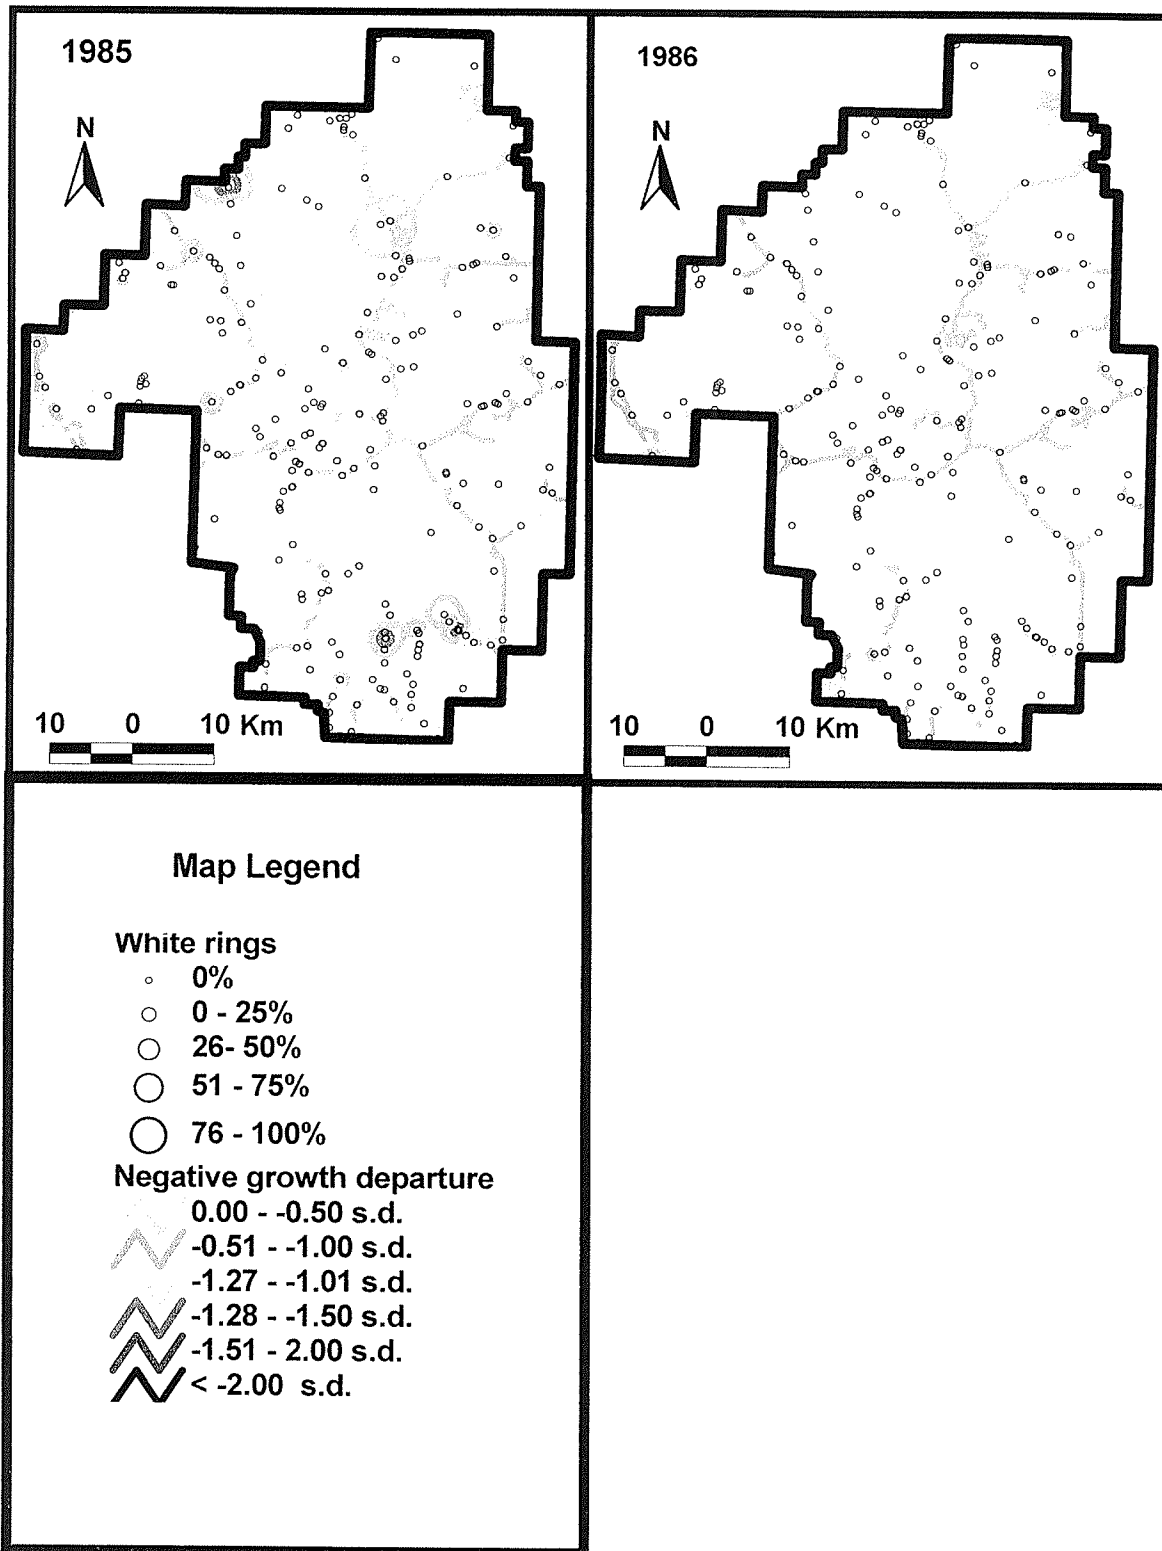 1985
N
10 0 10 Km
1986
N
10 0 10 Km
Map Legend
White rings
0%
0 - 25%
26- 50%
51 - 75%
76 - 100%
Negative growth departure
0.00 - -0.50 s.d.
-0.51 - -1.00 s.d.
-1.27 - -1.01 s.d.
-1.28 - -1.50 s.d.
-1.51 - 2.00 s.d.
< -2.00 s.d.